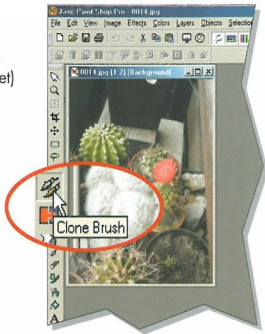 et)
Jasc Paint Shop Pro - 0014.jpg
File Edit View Image Effects Colors Layers Objects Selection
0014.jpg [1:2] (Background)
Clone Brush
A